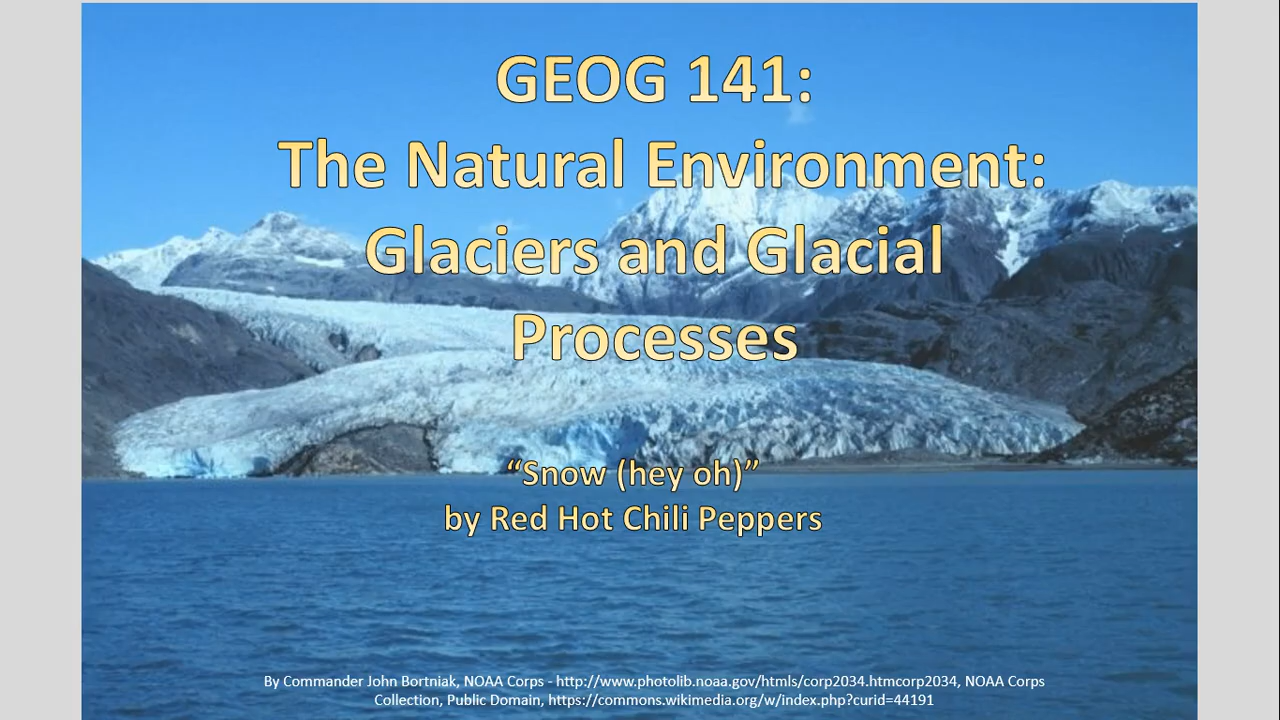 GEOG 141:
The Natural Environment:
Glaciers and Glacial
Processes
“Snow (hey oh)”
by Red Hot Chili Peppers
By Commander John Bortniak, NOAA Corps - http://www.photolib.noaa.gov/htmls/corp2034.htmcorp2034, NOAA Corps
Collection, Public Domain, https://commons.wikimedia.org/w/index.php?curid=44191